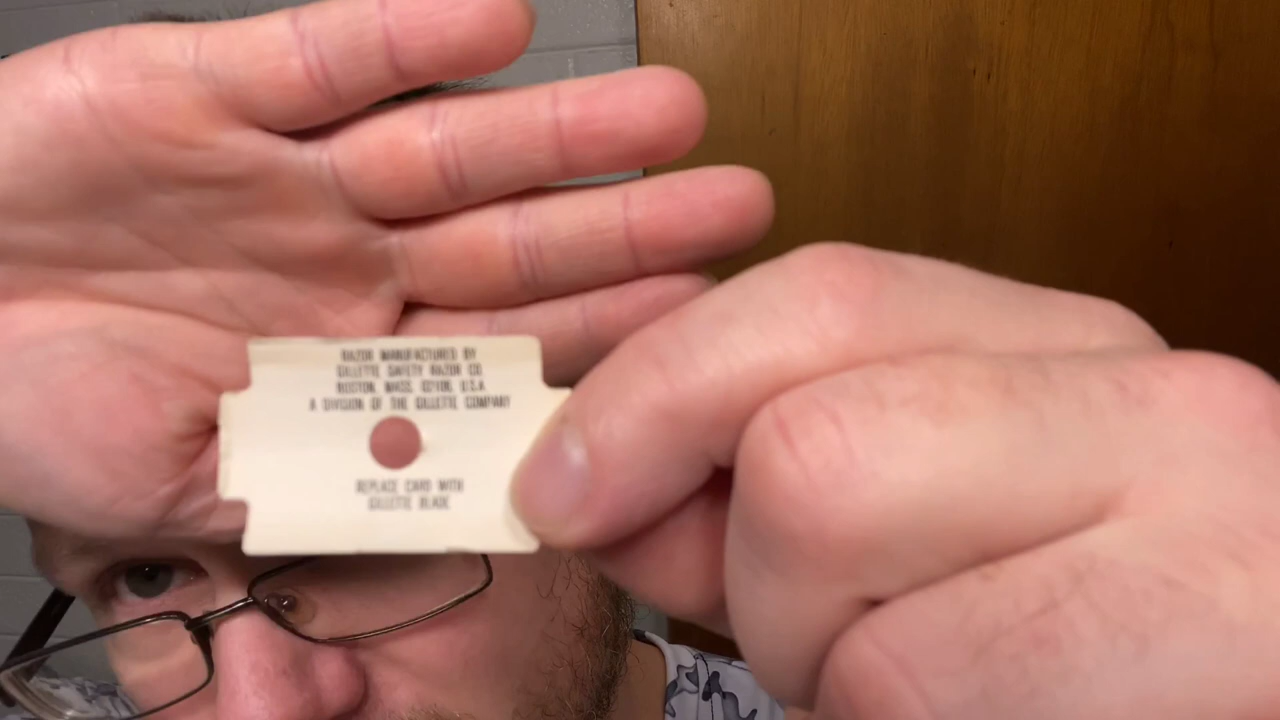 RAZOR MANUFACTURED BY
GILLETTE SAFETY RAZOR CO.
BOSTON, MASS. 02106, U.S.A.
A DIVISION OF THE GILLETTE COMPANY
REPLACE CARD WITH
GILLETTE BLADE